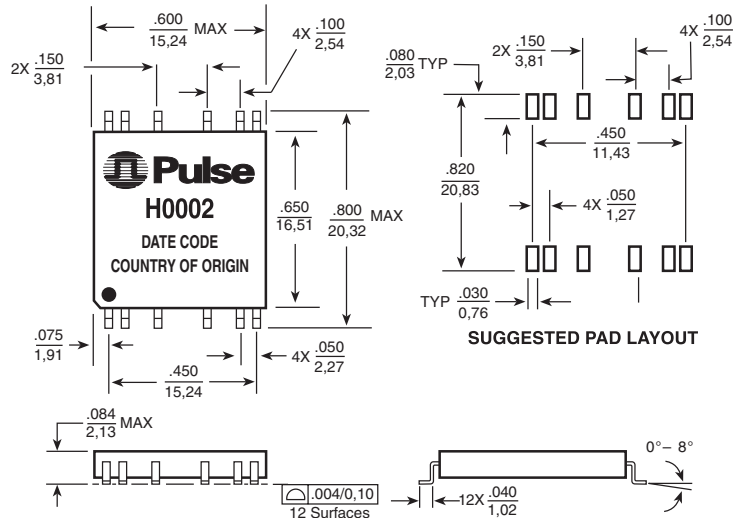 .600
15,24
MAX
2X .150
3,81
4X .100
2,54
Pulse
H0002
DATE CODE
COUNTRY OF ORIGIN
.650
16,51
.800
20,32
MAX
.075
1,91
.450
15,24
4X .050
2,27
.080
2,03
TYP
2X .150
3,81
4X .100
2,54
.450
11,43
.820
20,83
4X .050
1,27
TYP .030
0,76
SUGGESTED PAD LAYOUT
.084
2,13
MAX
.004/0,10
12 Surfaces
12X .040
1,02
0°– 8°